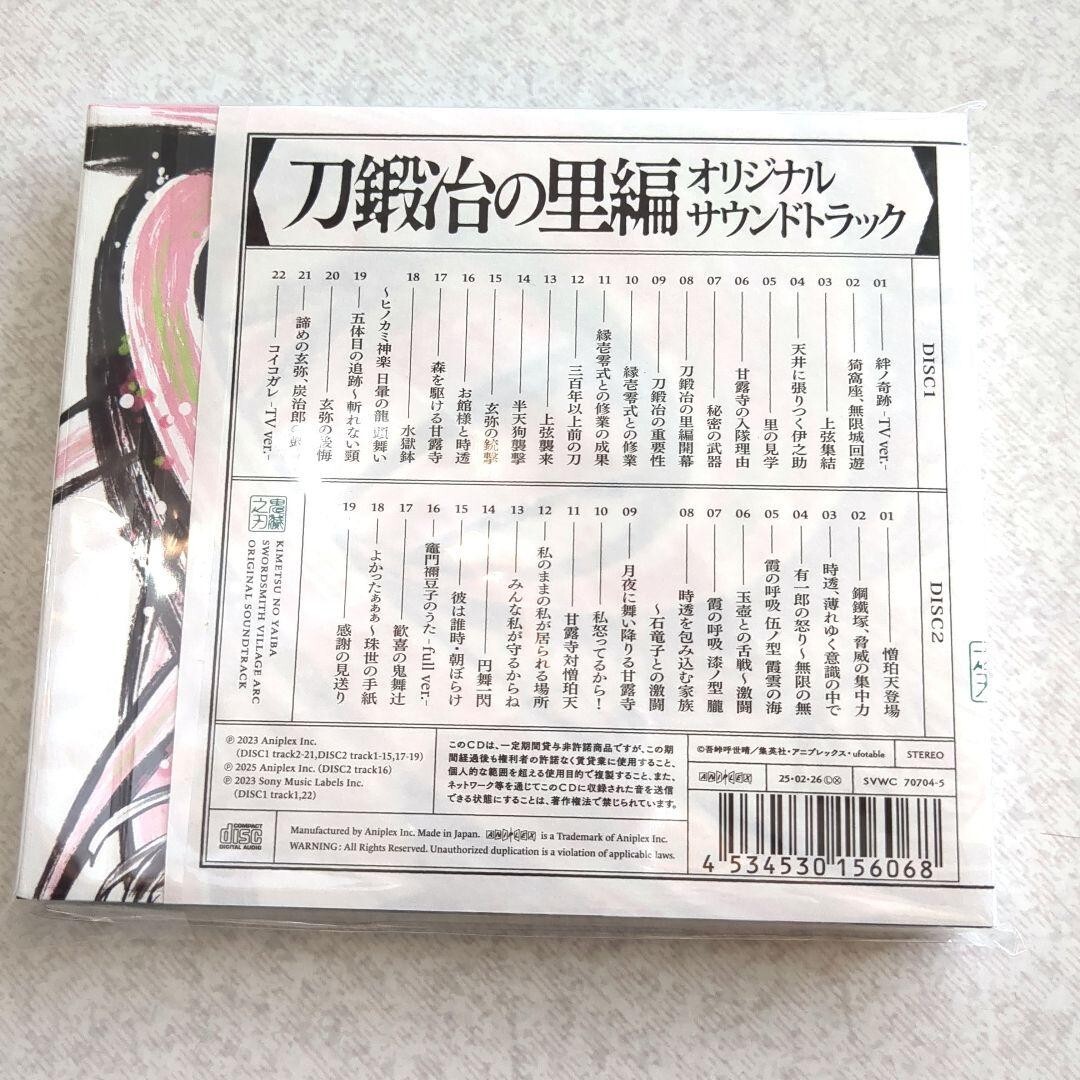 刀鍛冶の里編
オリジナル
サウンドトラック
DISC1
01 絆ノ奇跡 -TV ver.-
02 猗窩座、無限城回遊
03 上弦集結
04 天井に張りつく伊之助
05 里の見学
06 甘露寺の入隊理由
07 秘密の武器
08 刀鍛冶の里編開幕
09 刀鍛冶の重要性
10 縁壱零式との修業
11 縁壱零式との修業の成果
12 三百年以上前の刀
13 上弦襲来
14 半天狗襲撃
15 玄弥の銃撃
16 お館様と時透
17 森を駆ける甘露寺
18 水獄鉢
～ヒノカミ神楽 日暈の龍 頭舞い
19 五体目の追跡～斬れない頸
20 玄弥の後悔
21 諦めの玄弥、炭治郎の
22 コイコガレ -TV ver.-
DISC2
01 憎珀天登場
02 鋼鐵塚、脅威の集中力
03 時透、薄れゆく意識の中で
04 有一郎の怒り～無限の無
05 霞の呼吸 伍ノ型 霞雲の海
06 玉壺との舌戦～激闘
07 霞の呼吸 漆ノ型 朧
08 時透を包み込む家族
～石竜子との激闘
09 月夜に舞い降りる甘露寺
10 私怒ってるから!
11 甘露寺対憎珀天
12 私のままの私が居られる場所
13 みんな私が守るからね
14 円舞一閃
15 彼は誰時・朝ぼらけ
16 竈門禰豆子のうた -full ver.-
17 歓喜の鬼舞辻
18 よかったぁぁぁ～珠世の手紙
19 感謝の見送り
鬼滅之刃
KIMETSU NO YAIBA
SWORDSMITH VILLAGE ARC
ORIGINAL SOUNDTRACK
℗ 2023 Aniplex Inc.
(DISC1 track2-21,DISC2 track1-15,17-19)
℗ 2025 Aniplex Inc. (DISC2 track16)
℗ 2023 Sony Music Labels Inc.
(DISC1 track1,22)
このCDは、一定期間貸与非許諾商品ですが、この期
間経過後も権利者の許諾なく賃貸業に使用すること、
個人的な範囲を超える使用目的で複製すること、また、
ネットワーク等を通じてこのCDに収録された音を送信
できる状態にすることは、著作権法で禁じられています。
©吾峠呼世晴／集英社・アニプレックス・ufotable
STEREO
ANIPLEX
25・02・26 Ⓛ Ⓧ
SVWC 70704-5
COMPACT
disc
DIGITAL AUDIO
Manufactured by Aniplex Inc. Made in Japan. ANIPLEX is a Trademark of Aniplex Inc.
WARNING : All Rights Reserved. Unauthorized duplication is a violation of applicable laws.
4 534530 156068